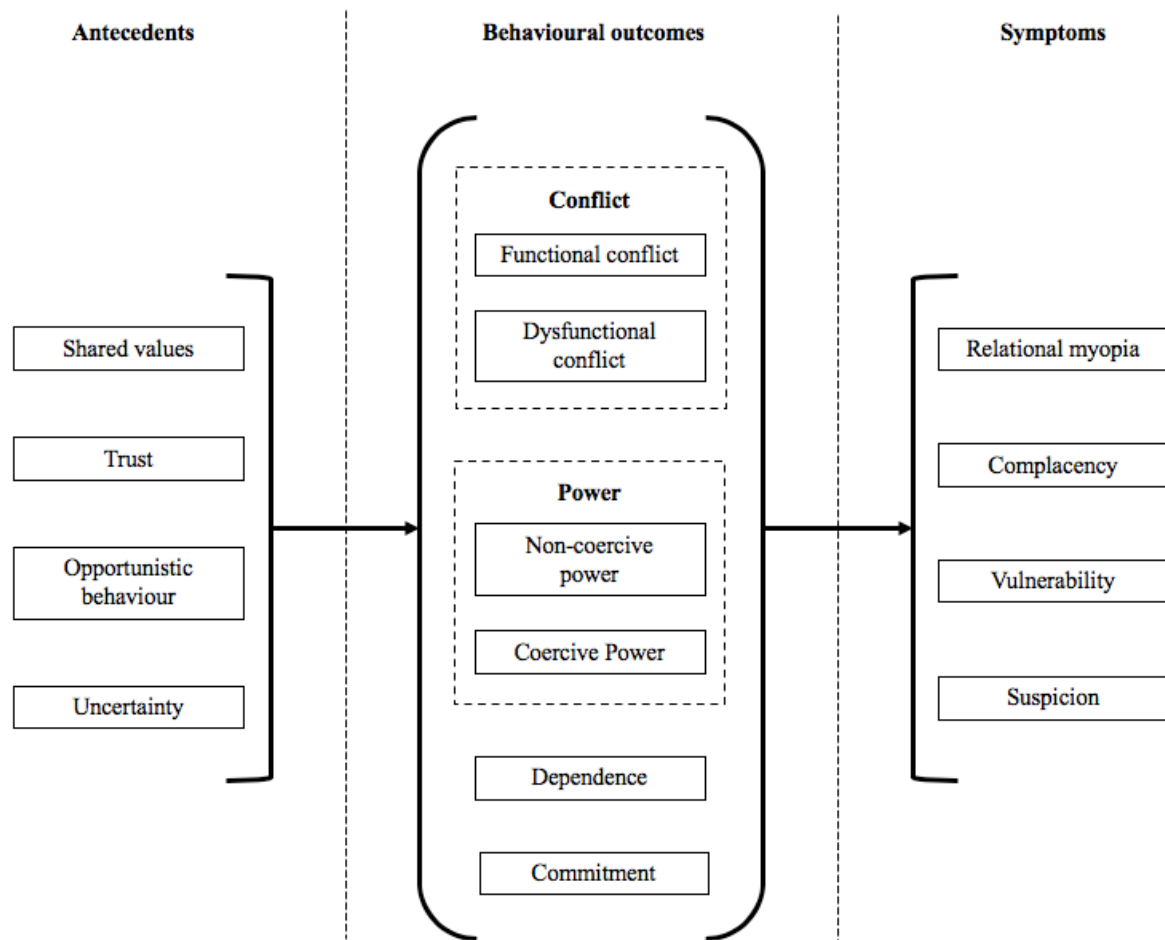 Antecedents
Behavioural outcomes
Symptoms
Shared values
Trust
Opportunistic
behaviour
Uncertainty
Conflict
Functional conflict
Dysfunctional
conflict
Power
Non-coercive
power
Coercive Power
Dependence
Commitment
Relational myopia
Complacency
Vulnerability
Suspicion